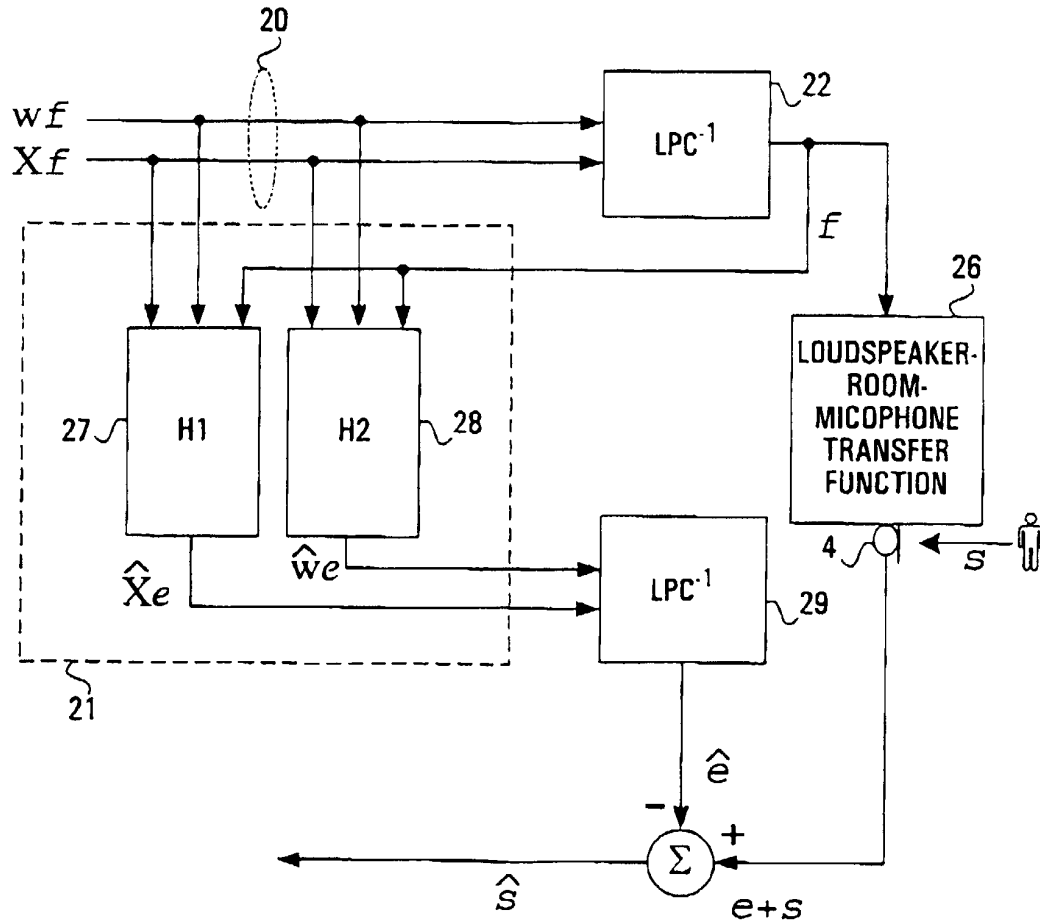 20
22
wf
Xf
LPC⁻¹
f
26
LOUDSPEAKER-
ROOM-
MICOPHONE
TRANSFER
FUNCTION
27
H1
H2
28
4
s
X̂e
ŵe
LPC⁻¹
29
21
ê
-
+
Σ
ŝ
e+s